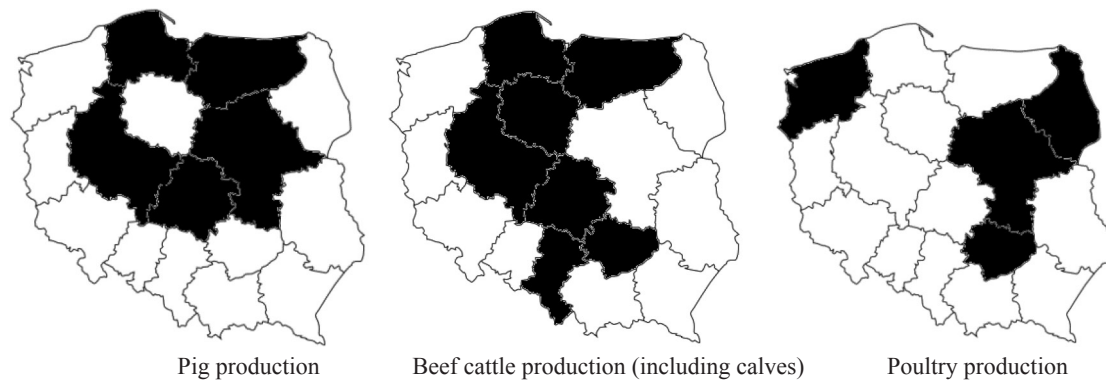 Pig production
Beef cattle production (including calves)
Poultry production